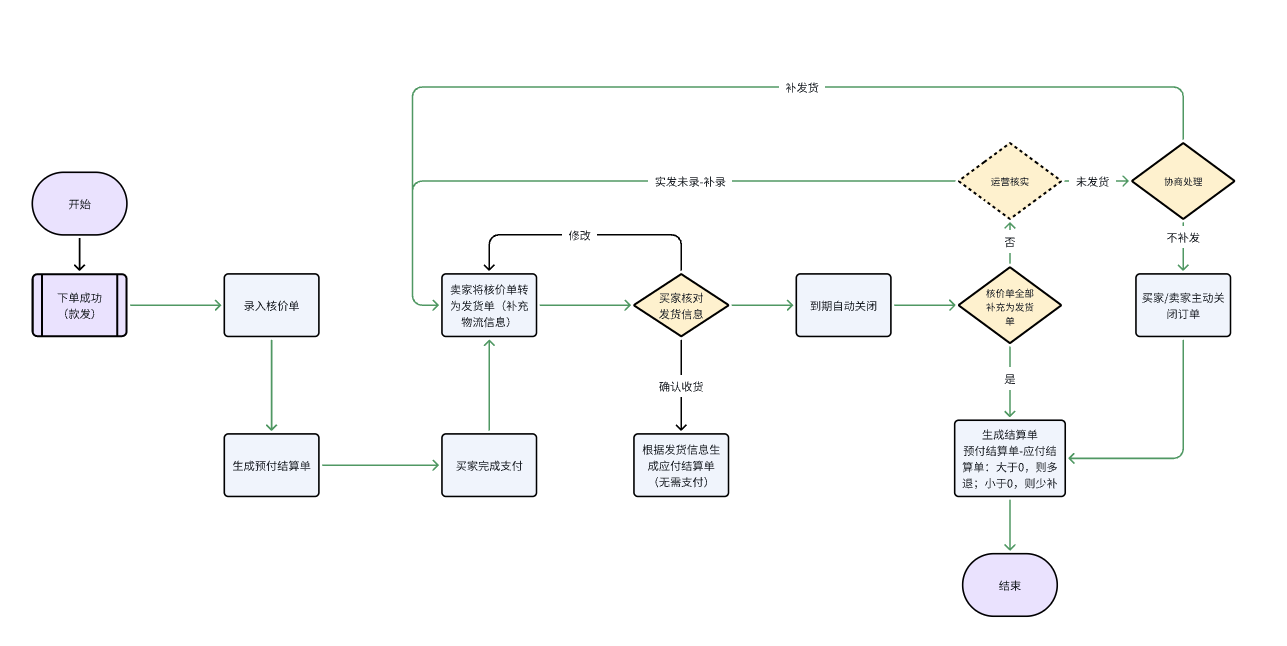 补发货
实发未录-补录
运营核实
未发货
协商处理
开始
修改
否
不补发
下单成功
（款发）
录入核价单
卖家将核价单转
为发货单（补充
物流信息）
买家核对
发货信息
到期自动关闭
核价单全部
补充为发货
单
买家/卖家主动关
闭订单
确认收货
是
生成预付结算单
买家完成支付
根据发货信息生
成应付结算单
（无需支付）
生成结算单
预付结算单-应付结
算单：大于0，则多
退；小于0，则少补
结束